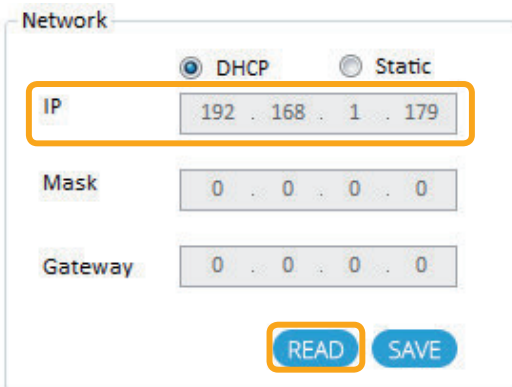 Network
DHCP Static
IP 192 . 168 . 1 . 179
Mask 0 . 0 . 0 . 0
Gateway 0 . 0 . 0 . 0
READ SAVE